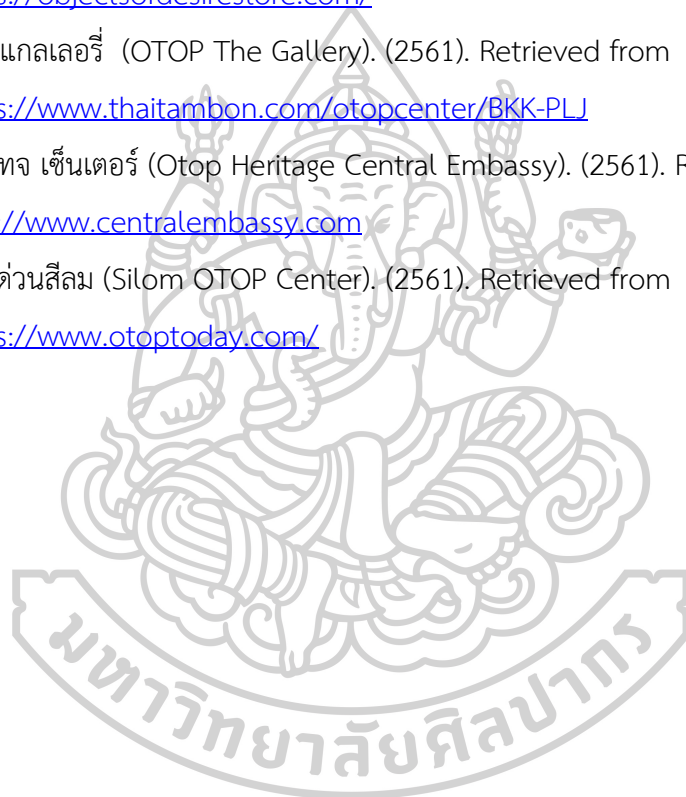 s://objectsofdesirestore.com/
แกลเลอรี่ (OTOP The Gallery). (2561). Retrieved from
s://www.thaitambon.com/otopcenter/BKK-PLJ
ทจ เซ็นเตอร์ (Otop Heritage Central Embassy). (2561). R
://www.centralembassy.com
ด่วนสีลม (Silom OTOP Center). (2561). Retrieved from
s://www.otoptoday.com/
มหาวิทยาลัยศิลปากร